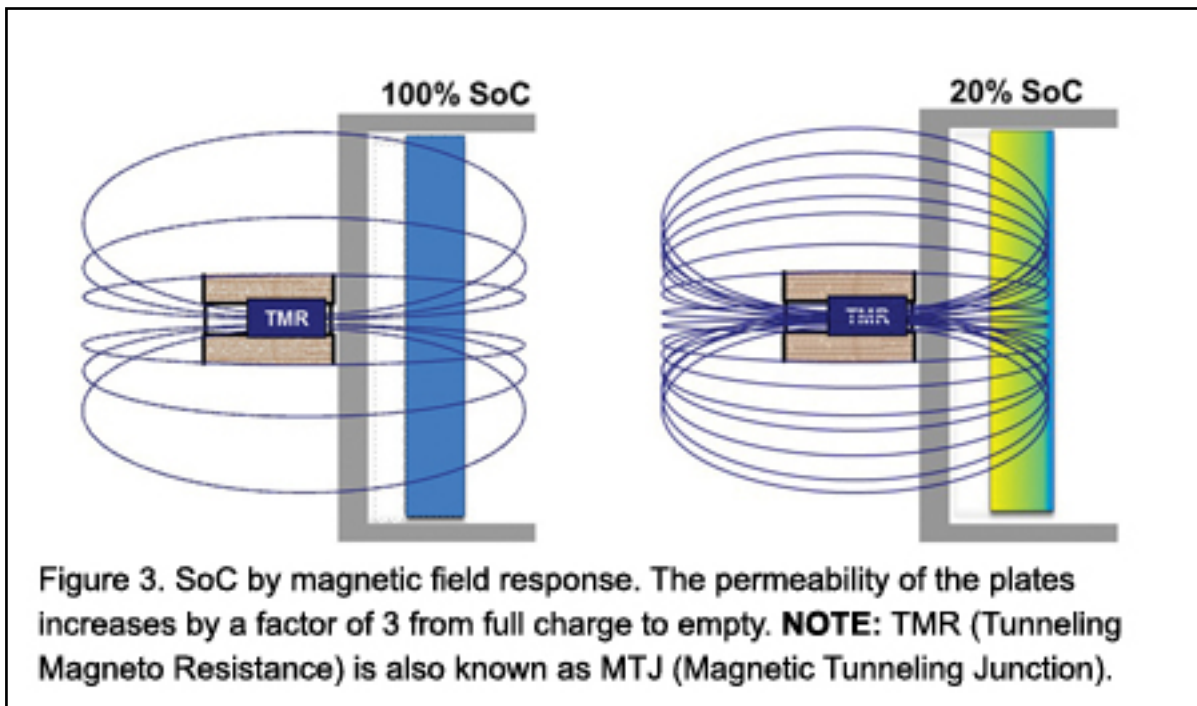 100% SoC
20% SoC
TMR
TMR
Figure 3. SoC by magnetic field response. The permeability of the plates
increases by a factor of 3 from full charge to empty. NOTE: TMR (Tunneling
Magneto Resistance) is also known as MTJ (Magnetic Tunneling Junction).